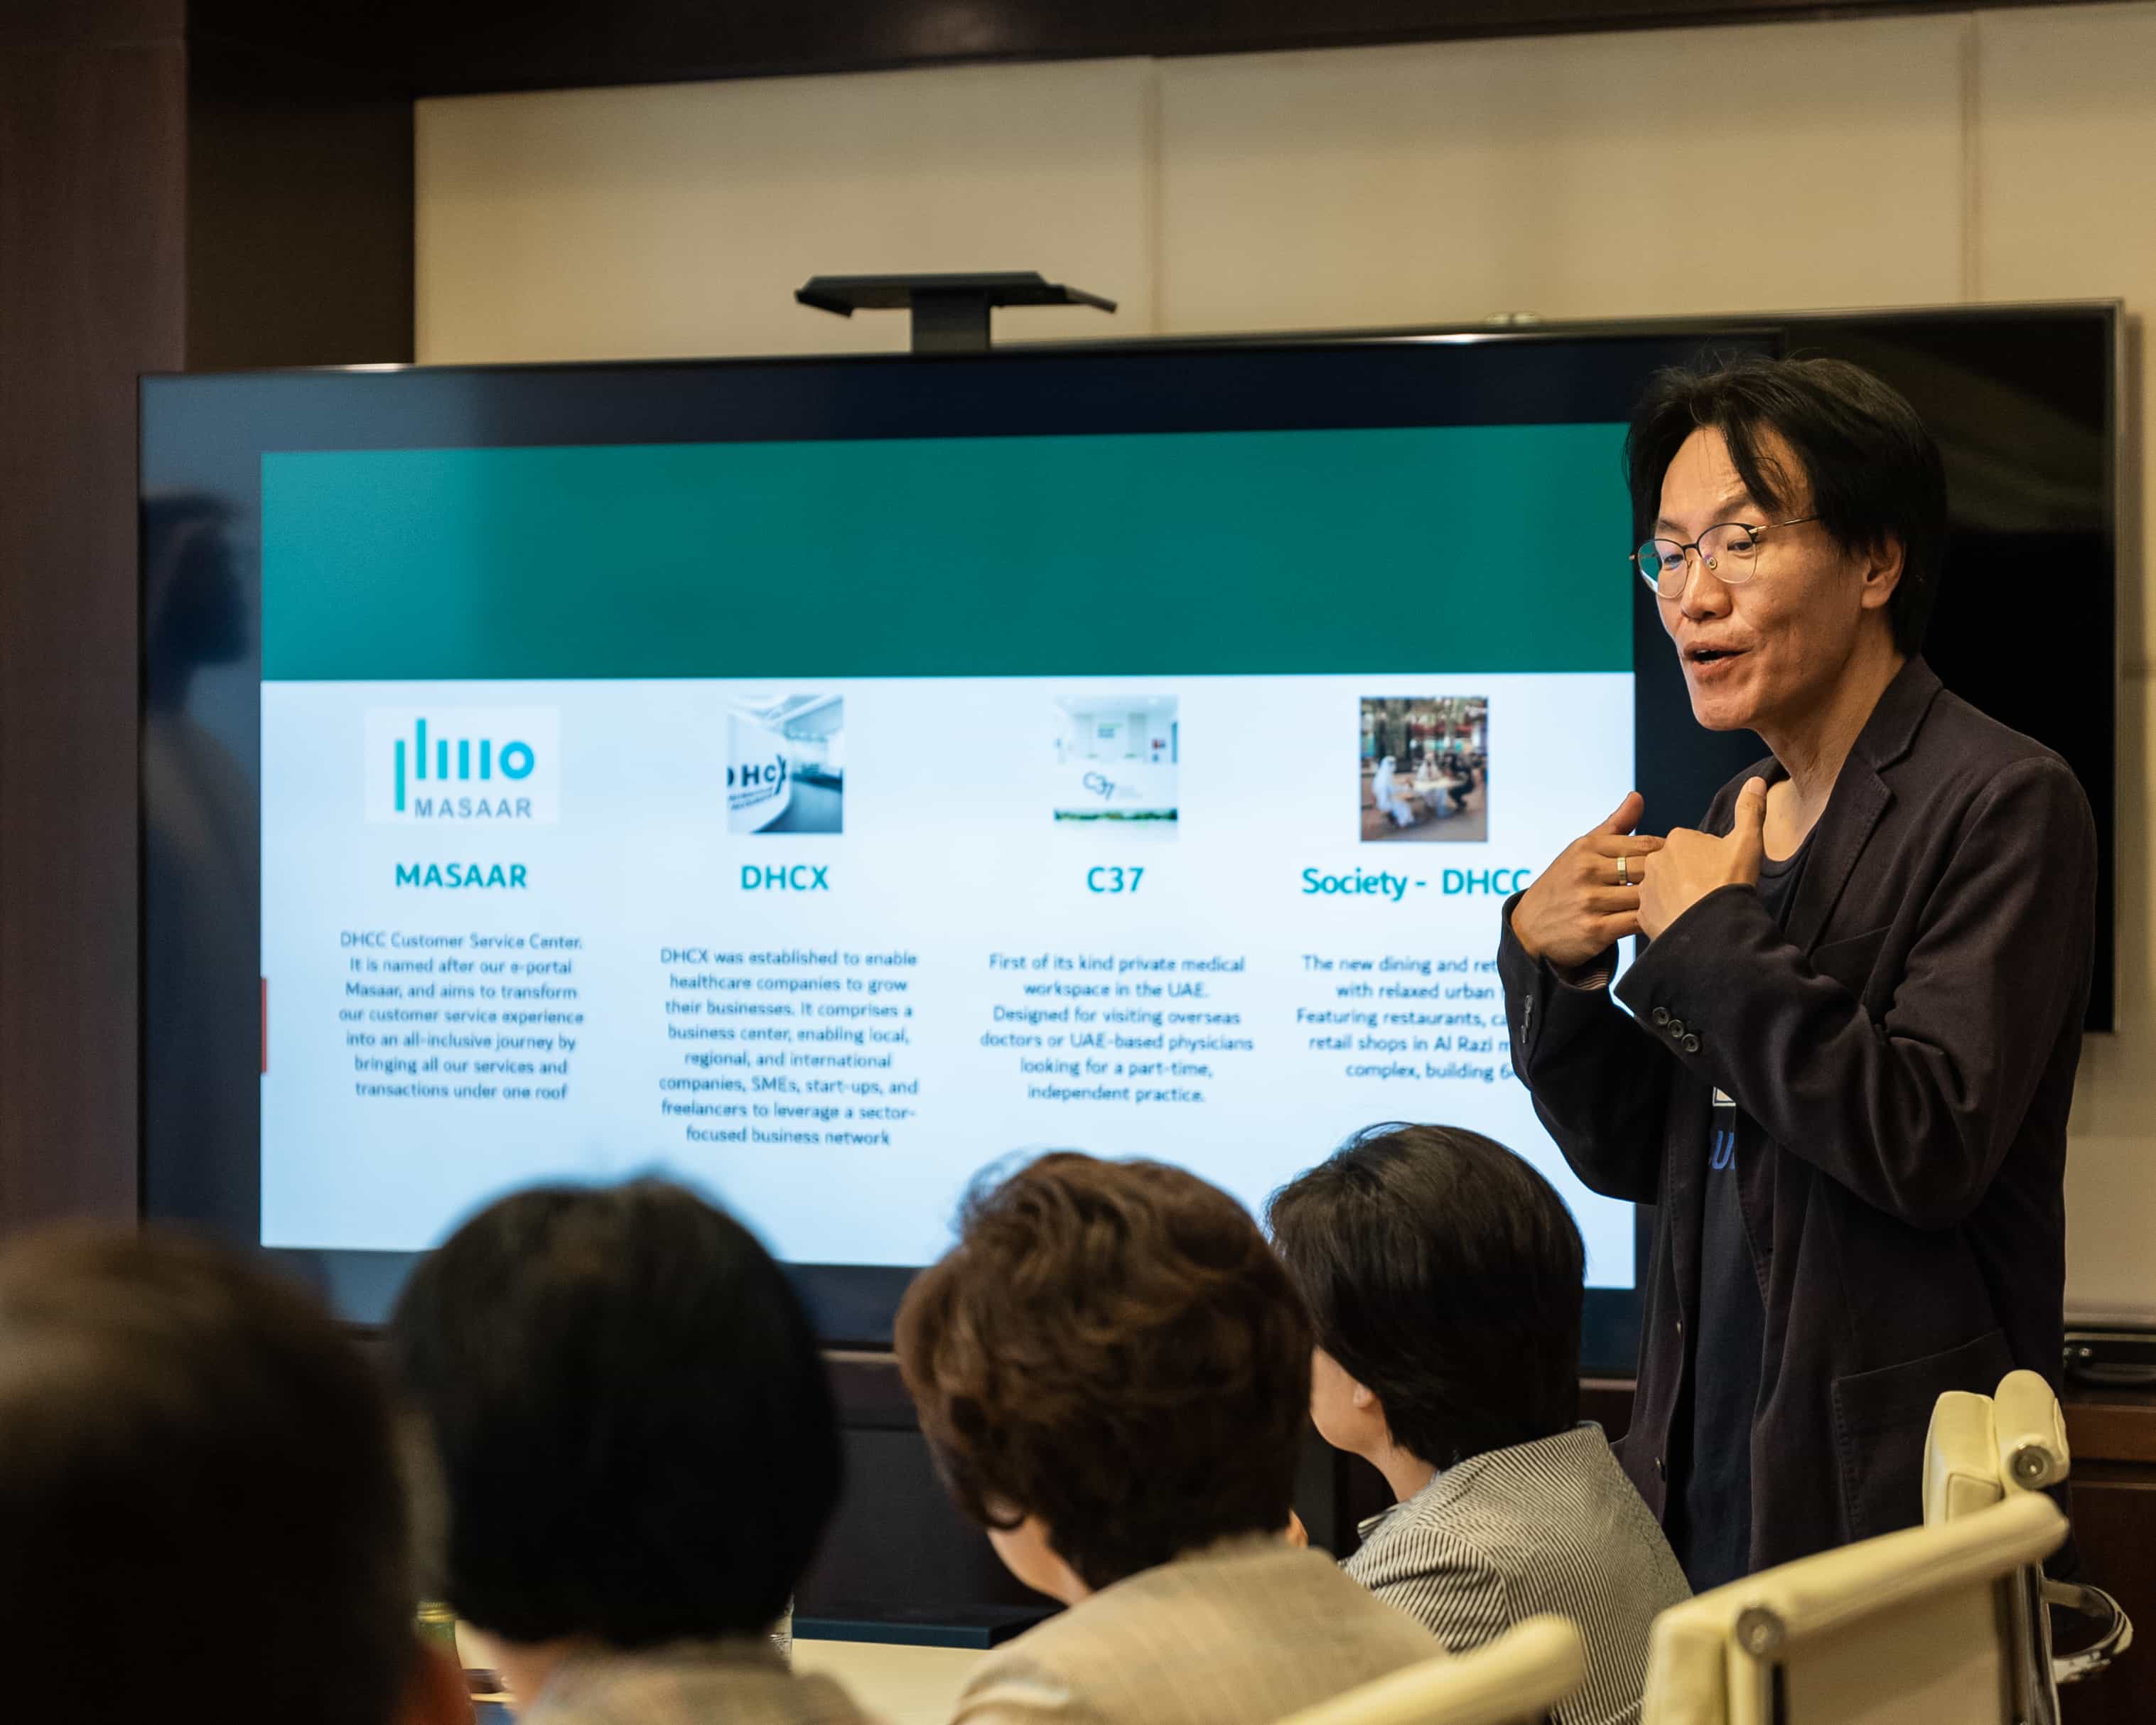 MASAAR
DHCX
C37
MASAAR
DHCX
C37
Society - DHCC
DHCC Customer Service Center.
It is named after our e-portal
Masaar, and aims to transform
our customer service experience
into an all-inclusive journey by
bringing all our services and
transactions under one roof
DHCX was established to enable
healthcare companies to grow
their businesses. It comprises a
business center, enabling local,
regional, and international
companies, SMEs, start-ups, and
freelancers to leverage a sector-
focused business network
First of its kind private medical
workspace in the UAE.
Designed for visiting overseas
doctors or UAE-based physicians
looking for a part-time,
independent practice.
The new dining and
with relaxed urban
Featuring restaurants,
retail shops in Al Razi
complex, building